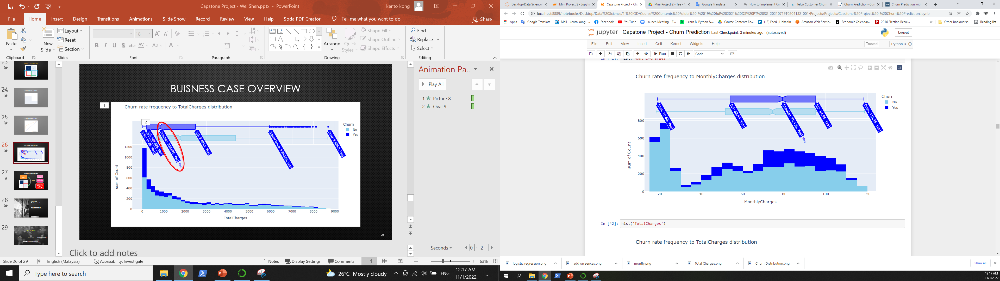 Capstone Project - Wei Shen.pptx - PowerPoint
kento kong
File Home Insert Design Transitions Animations Slide Show Record Review View Help Soda PDF Creator Tell me what you want to do Share
Paste
Clipboard
New Slide
Layout
Reset
Section
Slides
18
Font
Paragraph
Arrange
Quick Styles
Shape Fill
Shape Outline
Shape Effects
Drawing
Find
Replace
Select
Editing
23
24
25
26
27
28
29
BUISNESS CASE OVERVIEW
1
Churn rate frequency to TotalCharges distribution
2
Churn
No
Yes
(min: 18.85, Yes)
(q1: 186.525, Yes)
(median: 836.075, Yes)
Yes
(q3: 2,490.1, Yes)
(upper fence: 5,940.85, Yes)
(max: 8,684.8, Yes)
1200
1000
800
600
400
200
0
sum of Count
0 1000 2000 3000 4000 5000 6000 7000 8000 9000
TotalCharges
26
Animation Pa..
Play All
1 Picture 8
2 Oval 9
Seconds 0 2
Click to add notes
Slide 26 of 29 English (Malaysia) Accessibility: Investigate Notes Display Settings Comments 63%
Type here to search
26°C Mostly cloudy
ENG
12:17 AM
11/1/2022
Desktop/Data Science
Mini Project 2 - Jupyte
Capstone Project - Ch
Mini Project 2 - Tee - G
Google Translate
How to Implement Cu
Telco Customer Churn
Churn Prediction- Com
Churn Prediction with
localhost:8889/notebooks/Desktop/Data%20Science/1.%20IOD/Course%20Contents%20Folder%20-%2019%20Jul%202021%20DS%20PT%20SG-20210719T020413Z-001/Projects/Projects/Capstone%20Project%20-%20Churn%20Prediction.ipynb
Apps Google Translate Mail - kento kong -... Facebook YouTube Launch Meeting - Z... Learn R, Python &... Course Contents Fo... (13) Feed | LinkedIn Amazon Web Servic... Economic Calendar... 2016 Election Resul... Other bookmarks Reading list
jupyter Capstone Project - Churn Prediction Last Checkpoint: 3 minutes ago (autosaved)
Logout
File Edit View Insert Cell Kernel Widgets Help
Trusted
Python 3
Run
Code
In [41]: hist('MonthlyCharges')
Churn rate frequency to MonthlyCharges distribution
Churn
No
Yes
(min: 18.85, Yes)
(q1: 53.85, Yes)
(median: 79.125, Yes)
Yes
(q3: 94.95, Yes)
(max: 118.35, Yes)
800
600
400
200
0
sum of Count
20 40 60 80 100 120
MonthlyCharges
In [42]: hist('TotalCharges')
Churn rate frequency to TotalCharges distribution
logistic regression.png
add on serices.png
montly.png
Total Charges.png
Churn Distribution.png
Show all
12:17 AM
11/1/2022